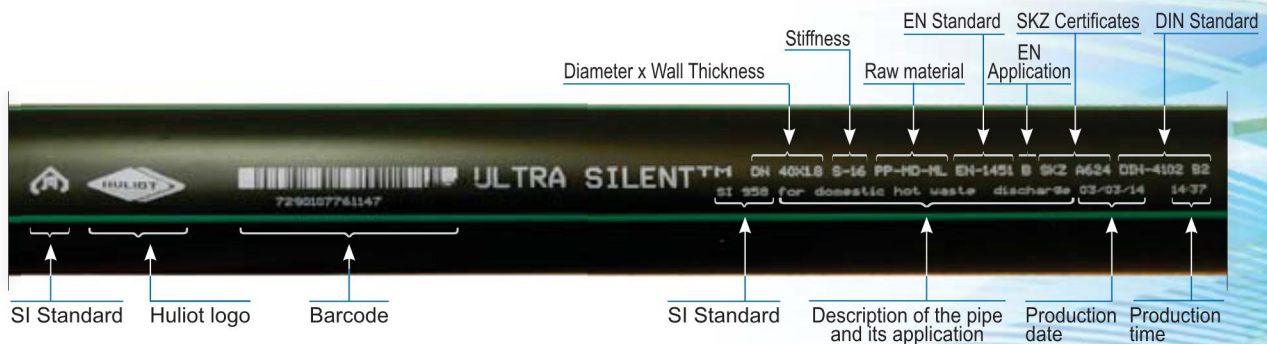 EN Standard SKZ Certificates DIN Standard
Stiffness EN
Diameter x Wall Thickness Raw material Application
HULIOT ULTRA SILENT™ DN 40X1.8 S-16 PP-MD-ML EN-1451 B SKZ A624 DIN-4102 B2
7290107761147 SI 958 for domestic hot waste discharge 03/03/14 14:37
SI Standard Huliot logo Barcode SI Standard Description of the pipe Production Production
and its application date time